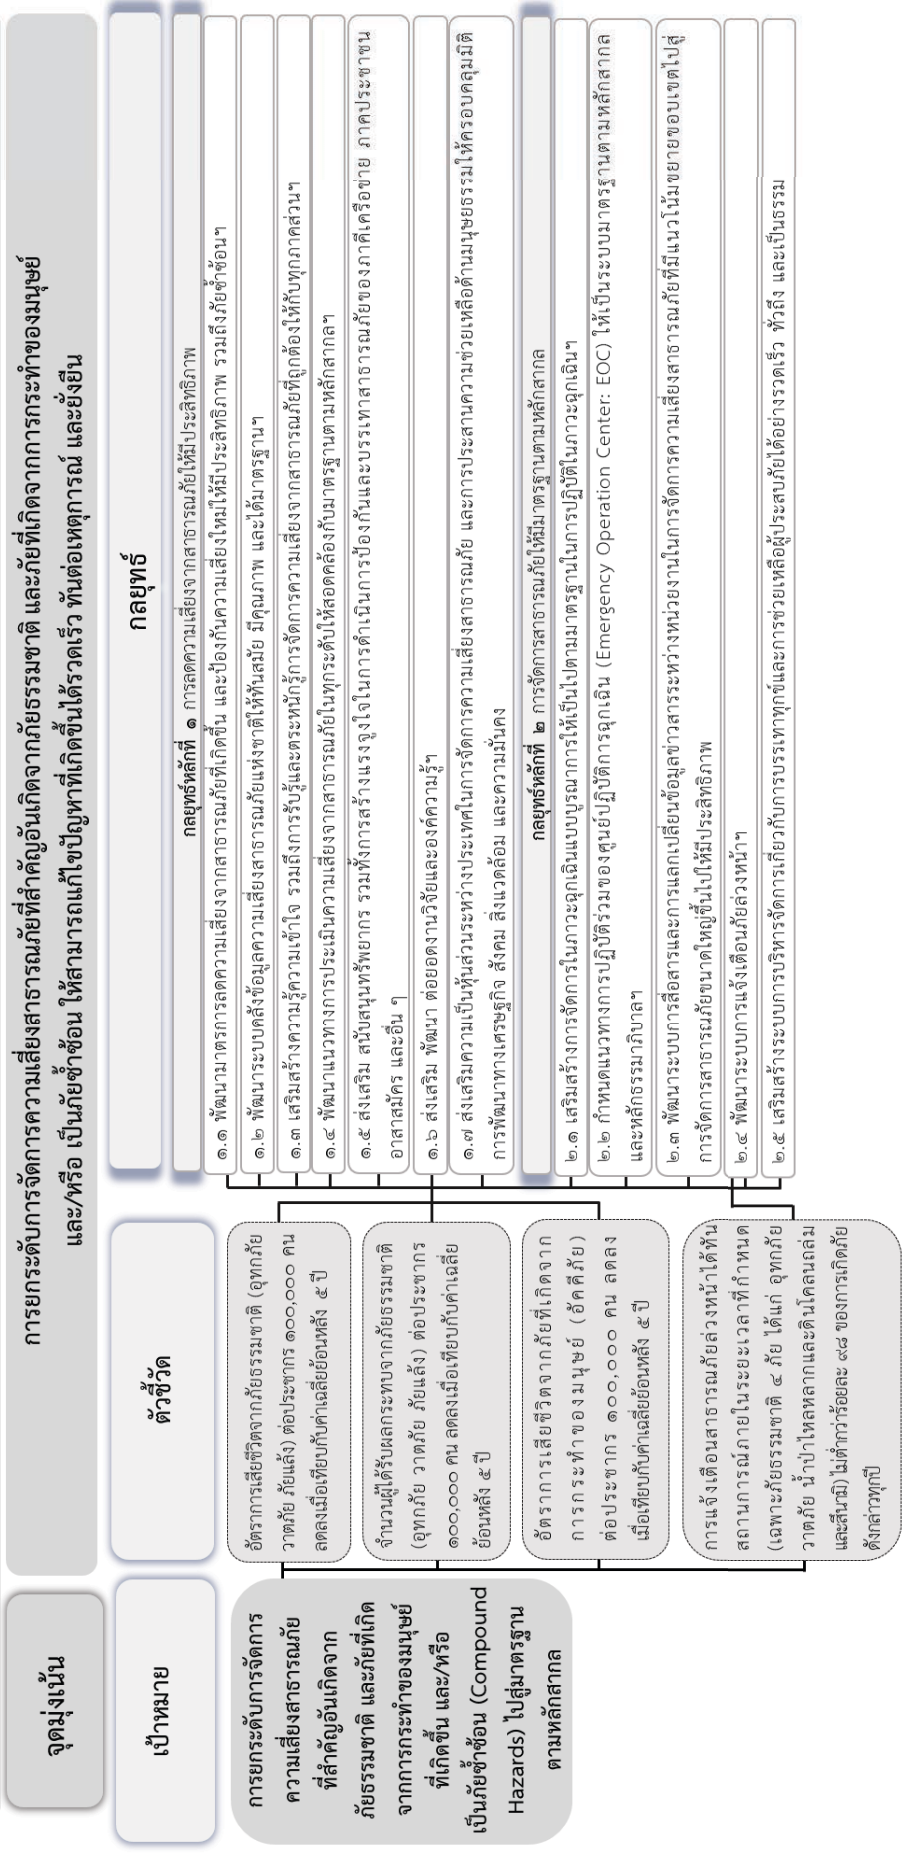 จุดมุ่งเน้น
การยกระดับการจัดการความเสี่ยงสาธารณภัยที่สำคัญอันเกิดจากภัยธรรมชาติ และภัยที่เกิดจากการกระทำของมนุษย์
และ/หรือ เป็นภัยซ้ำซ้อน ให้สามารถแก้ไขปัญหาที่เกิดขึ้นได้รวดเร็ว ทันต่อเหตุการณ์ และยั่งยืน
เป้าหมาย
ตัวชี้วัด
กลยุทธ์
การยกระดับการจัดการ
ความเสี่ยงสาธารณภัย
ที่สำคัญอันเกิดจาก
ภัยธรรมชาติ และภัยที่เกิด
จากการกระทำของมนุษย์
ที่เกิดขึ้น และ/หรือ
เป็นภัยซ้ำซ้อน (Compound
Hazards) ไปสู่มาตรฐาน
ตามหลักสากล
อัตราการเสียชีวิตจากภัยธรรมชาติ (อุทกภัย
วาตภัย ภัยแล้ง) ต่อประชากร ๑๐๐,๐๐๐ คน
ลดลงเมื่อเทียบกับค่าเฉลี่ยย้อนหลัง ๕ ปี
จำนวนผู้ได้รับผลกระทบจากภัยธรรมชาติ
(อุทกภัย วาตภัย ภัยแล้ง) ต่อประชากร
๑๐๐,๐๐๐ คน ลดลงเมื่อเทียบกับค่าเฉลี่ย
ย้อนหลัง ๕ ปี
อัตราการเสียชีวิตจากภัยที่เกิดจาก
การกระทำของมนุษย์ (อัคคีภัย)
ต่อประชากร ๑๐๐,๐๐๐ คน ลดลง
เมื่อเทียบกับค่าเฉลี่ยย้อนหลัง ๕ ปี
การแจ้งเตือนสาธารณภัยล่วงหน้าได้ทัน
สถานการณ์ภายในระยะเวลาที่กำหนด
(เฉพาะภัยธรรมชาติ ๔ ภัย ได้แก่ อุทกภัย
วาตภัย น้ำป่าไหลหลากและดินโคลนถล่ม
และสึนามิ) ไม่ต่ำกว่าร้อยละ ๙๘ ของการเกิดภัย
ดังกล่าวทุกปี
กลยุทธ์หลักที่ ๑ การลดความเสี่ยงจากสาธารณภัยให้มีประสิทธิภาพ
๑.๑ พัฒนามาตรการลดความเสี่ยงจากสาธารณภัยที่เกิดขึ้น และป้องกันความเสี่ยงใหม่ให้มีประสิทธิภาพ รวมถึงภัยซ้ำซ้อนฯ
๑.๒ พัฒนาระบบคลังข้อมูลความเสี่ยงสาธารณภัยแห่งชาติให้ทันสมัย มีคุณภาพ และได้มาตรฐานฯ
๑.๓ เสริมสร้างความรู้ความเข้าใจ รวมถึงการรับรู้และตระหนักรู้การจัดการความเสี่ยงจากสาธารณภัยที่ถูกต้องให้กับทุกภาคส่วนฯ
๑.๔ พัฒนาแนวทางการประเมินความเสี่ยงจากสาธารณภัยในทุกระดับให้สอดคล้องกับมาตรฐานตามหลักสากลฯ
๑.๕ ส่งเสริม สนับสนุนทรัพยากร รวมทั้งการสร้างแรงจูงใจในการดำเนินการป้องกันและบรรเทาสาธารณภัยของภาคีเครือข่าย ภาคประชาชน
อาสาสมัคร และอื่น ๆ
๑.๖ ส่งเสริม พัฒนา ต่อยอดงานวิจัยและองค์ความรู้ฯ
๑.๗ ส่งเสริมความเป็นหุ้นส่วนระหว่างประเทศในการจัดการความเสี่ยงสาธารณภัย และการประสานความช่วยเหลือด้านมนุษยธรรมให้ครอบคลุมมิติ
การพัฒนาทางเศรษฐกิจ สังคม สิ่งแวดล้อม และความมั่นคง
กลยุทธ์หลักที่ ๒ การจัดการสาธารณภัยให้มีมาตรฐานตามหลักสากล
๒.๑ เสริมสร้างการจัดการในภาวะฉุกเฉินแบบบูรณาการให้เป็นไปตามมาตรฐานในการปฏิบัติในภาวะฉุกเฉินฯ
๒.๒ กำหนดแนวทางการปฏิบัติร่วมของศูนย์ปฏิบัติการฉุกเฉิน (Emergency Operation Center: EOC) ให้เป็นระบบมาตรฐานตามหลักสากล
และหลักธรรมาภิบาลฯ
๒.๓ พัฒนาระบบการสื่อสารและการแลกเปลี่ยนข้อมูลข่าวสารระหว่างหน่วยงานในการจัดการความเสี่ยงสาธารณภัยที่มีแนวโน้มขยายขอบเขตไปสู่
การจัดการสาธารณภัยขนาดใหญ่ขึ้นไปให้มีประสิทธิภาพ
๒.๔ พัฒนาระบบการแจ้งเตือนภัยล่วงหน้าฯ
๒.๕ เสริมสร้างระบบการบริหารจัดการเกี่ยวกับการบรรเทาทุกข์และการช่วยเหลือผู้ประสบภัยได้อย่างรวดเร็ว ทั่วถึง และเป็นธรรม